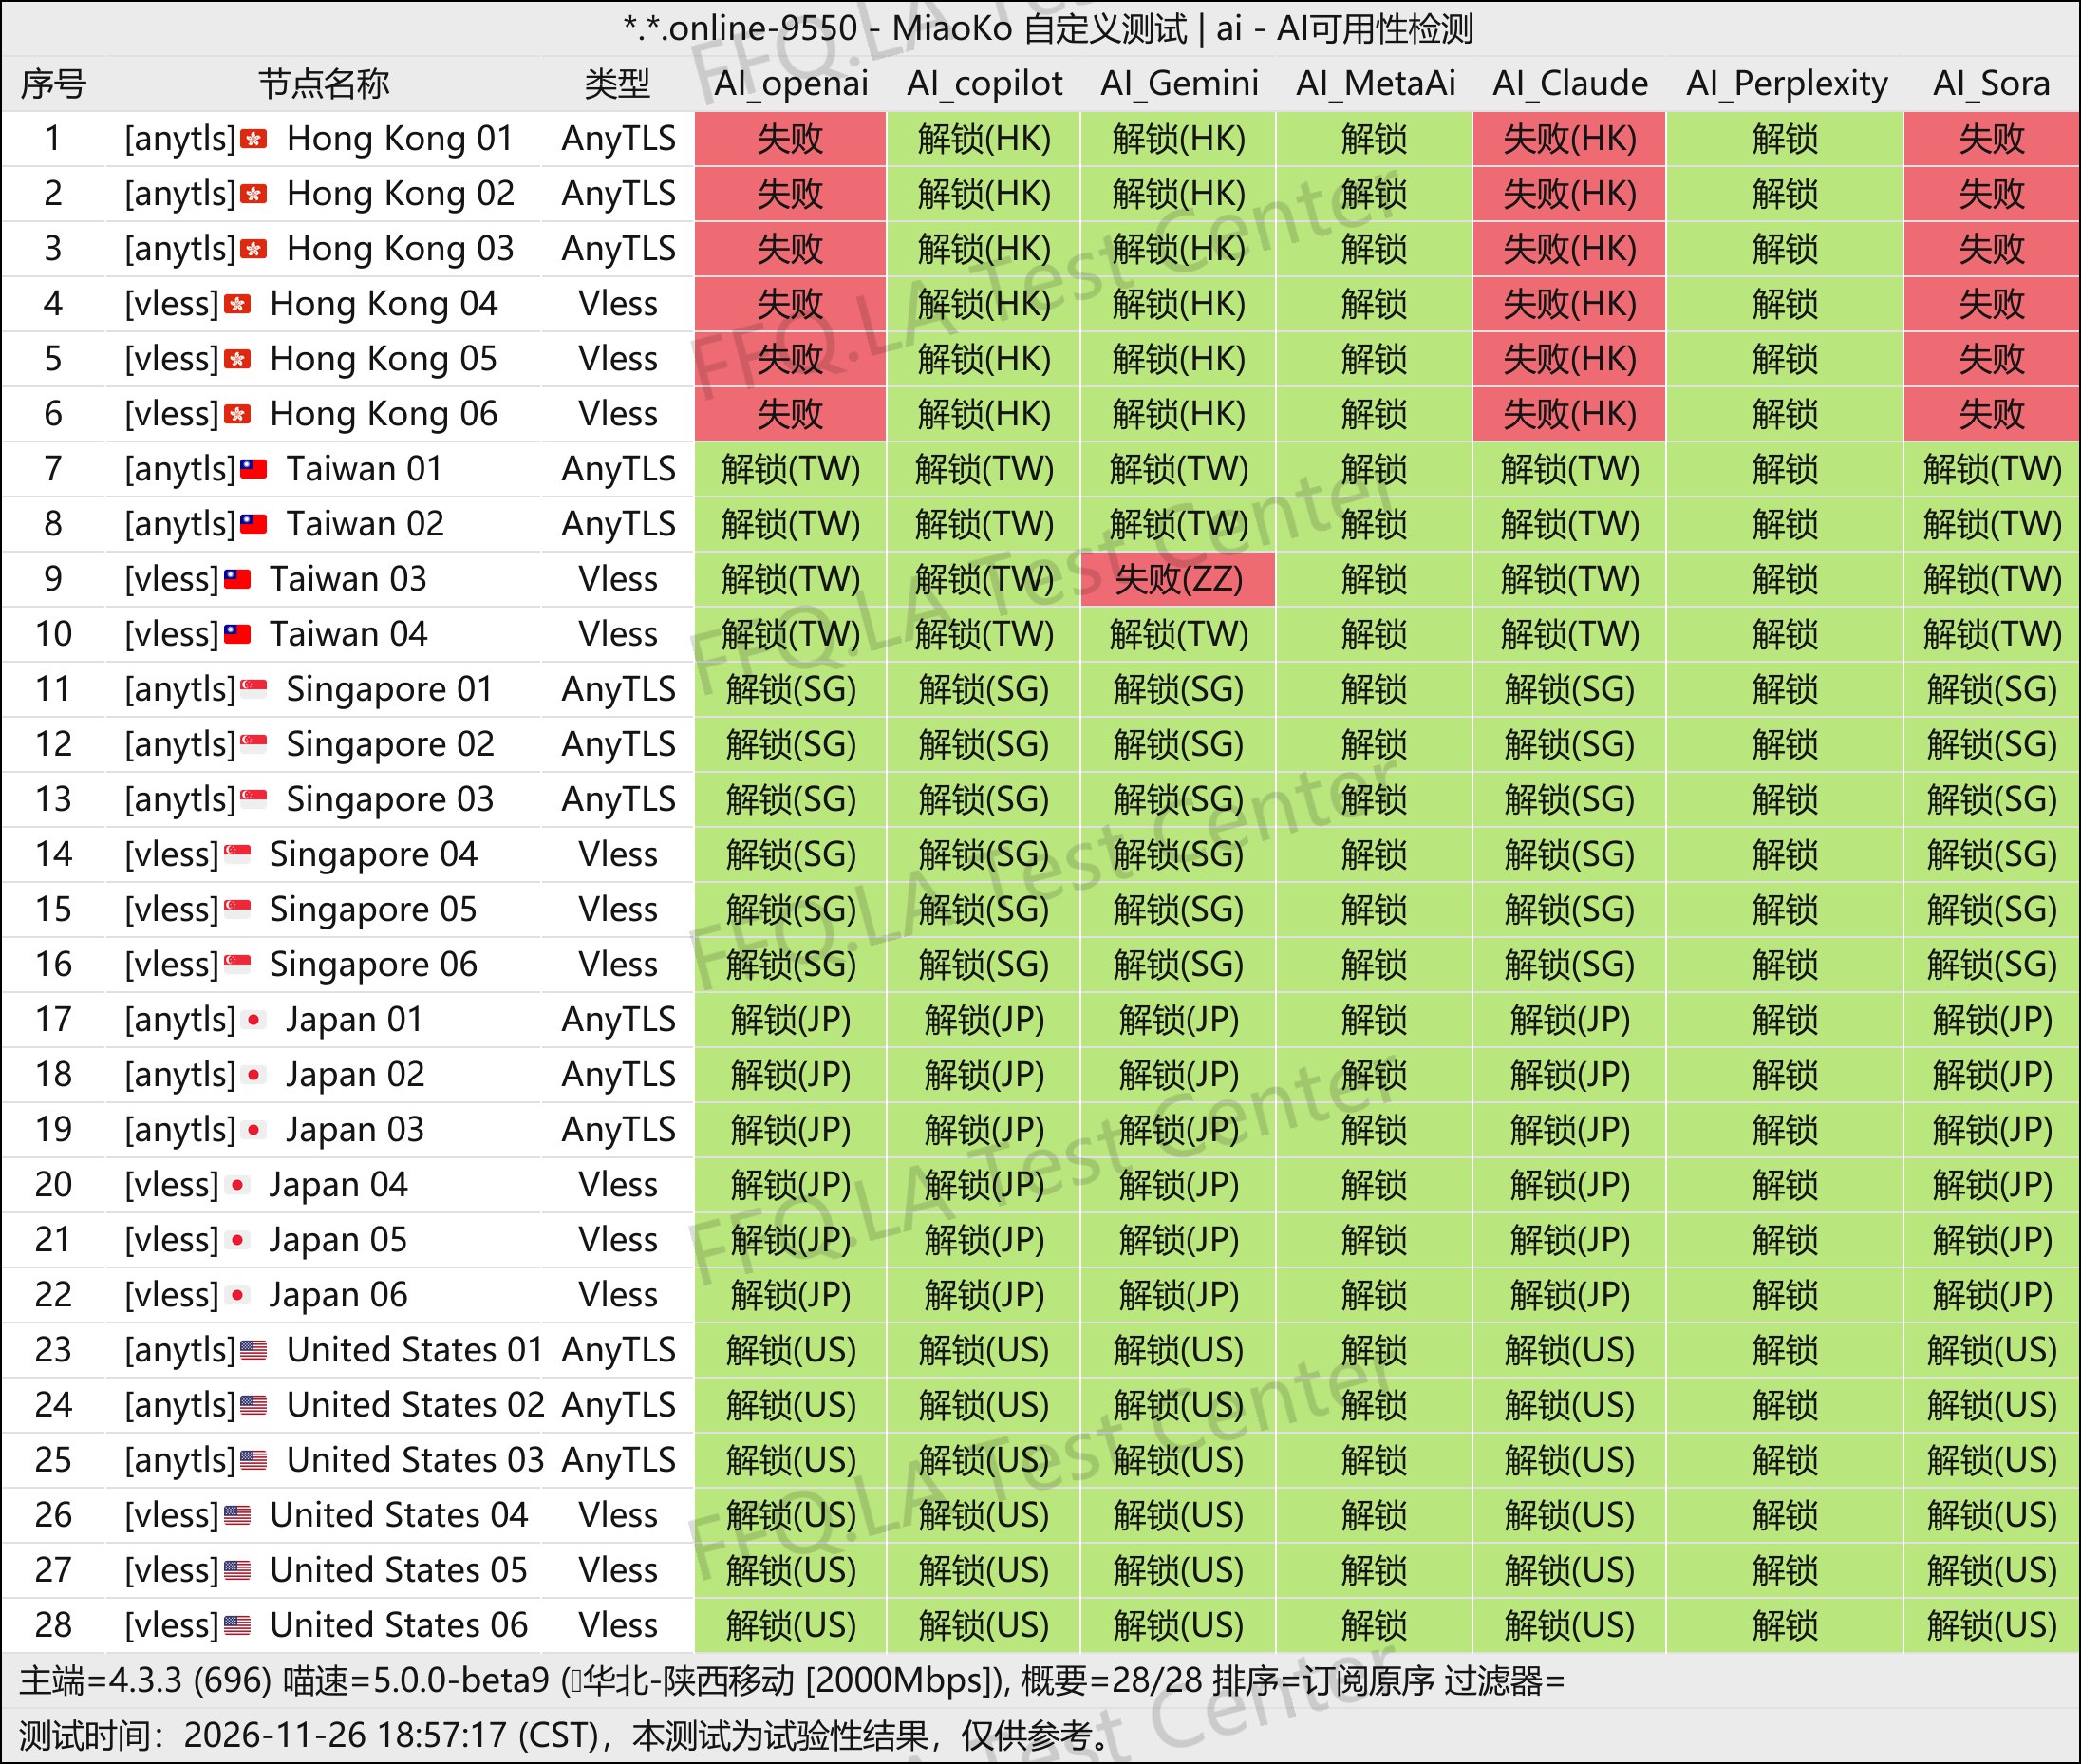 *.*.online-9550 - MiaoKo 自定义测试 | ai - AI可用性检测
序号 节点名称 类型 AI_openai AI_copilot AI_Gemini AI_MetaAi AI_Claude AI_Perplexity AI_Sora
1 [anytls]🇭🇰 Hong Kong 01 AnyTLS 失败 解锁(HK) 解锁(HK) 解锁 失败(HK) 解锁 失败
2 [anytls]🇭🇰 Hong Kong 02 AnyTLS 失败 解锁(HK) 解锁(HK) 解锁 失败(HK) 解锁 失败
3 [anytls]🇭🇰 Hong Kong 03 AnyTLS 失败 解锁(HK) 解锁(HK) 解锁 失败(HK) 解锁 失败
4 [vless]🇭🇰 Hong Kong 04 Vless 失败 解锁(HK) 解锁(HK) 解锁 失败(HK) 解锁 失败
5 [vless]🇭🇰 Hong Kong 05 Vless 失败 解锁(HK) 解锁(HK) 解锁 失败(HK) 解锁 失败
6 [vless]🇭🇰 Hong Kong 06 Vless 失败 解锁(HK) 解锁(HK) 解锁 失败(HK) 解锁 失败
7 [anytls]🇹🇼 Taiwan 01 AnyTLS 解锁(TW) 解锁(TW) 解锁(TW) 解锁 解锁(TW) 解锁 解锁(TW)
8 [anytls]🇹🇼 Taiwan 02 AnyTLS 解锁(TW) 解锁(TW) 解锁(TW) 解锁 解锁(TW) 解锁 解锁(TW)
9 [vless]🇹🇼 Taiwan 03 Vless 解锁(TW) 解锁(TW) 失败(ZZ) 解锁 解锁(TW) 解锁 解锁(TW)
10 [vless]🇹🇼 Taiwan 04 Vless 解锁(TW) 解锁(TW) 解锁(TW) 解锁 解锁(TW) 解锁 解锁(TW)
11 [anytls]🇸🇬 Singapore 01 AnyTLS 解锁(SG) 解锁(SG) 解锁(SG) 解锁 解锁(SG) 解锁 解锁(SG)
12 [anytls]🇸🇬 Singapore 02 AnyTLS 解锁(SG) 解锁(SG) 解锁(SG) 解锁 解锁(SG) 解锁 解锁(SG)
13 [anytls]🇸🇬 Singapore 03 AnyTLS 解锁(SG) 解锁(SG) 解锁(SG) 解锁 解锁(SG) 解锁 解锁(SG)
14 [vless]🇸🇬 Singapore 04 Vless 解锁(SG) 解锁(SG) 解锁(SG) 解锁 解锁(SG) 解锁 解锁(SG)
15 [vless]🇸🇬 Singapore 05 Vless 解锁(SG) 解锁(SG) 解锁(SG) 解锁 解锁(SG) 解锁 解锁(SG)
16 [vless]🇸🇬 Singapore 06 Vless 解锁(SG) 解锁(SG) 解锁(SG) 解锁 解锁(SG) 解锁 解锁(SG)
17 [anytls]🇯🇵 Japan 01 AnyTLS 解锁(JP) 解锁(JP) 解锁(JP) 解锁 解锁(JP) 解锁 解锁(JP)
18 [anytls]🇯🇵 Japan 02 AnyTLS 解锁(JP) 解锁(JP) 解锁(JP) 解锁 解锁(JP) 解锁 解锁(JP)
19 [anytls]🇯🇵 Japan 03 AnyTLS 解锁(JP) 解锁(JP) 解锁(JP) 解锁 解锁(JP) 解锁 解锁(JP)
20 [vless]🇯🇵 Japan 04 Vless 解锁(JP) 解锁(JP) 解锁(JP) 解锁 解锁(JP) 解锁 解锁(JP)
21 [vless]🇯🇵 Japan 05 Vless 解锁(JP) 解锁(JP) 解锁(JP) 解锁 解锁(JP) 解锁 解锁(JP)
22 [vless]🇯🇵 Japan 06 Vless 解锁(JP) 解锁(JP) 解锁(JP) 解锁 解锁(JP) 解锁 解锁(JP)
23 [anytls]🇺🇸 United States 01 AnyTLS 解锁(US) 解锁(US) 解锁(US) 解锁 解锁(US) 解锁 解锁(US)
24 [anytls]🇺🇸 United States 02 AnyTLS 解锁(US) 解锁(US) 解锁(US) 解锁 解锁(US) 解锁 解锁(US)
25 [anytls]🇺🇸 United States 03 AnyTLS 解锁(US) 解锁(US) 解锁(US) 解锁 解锁(US) 解锁 解锁(US)
26 [vless]🇺🇸 United States 04 Vless 解锁(US) 解锁(US) 解锁(US) 解锁 解锁(US) 解锁 解锁(US)
27 [vless]🇺🇸 United States 05 Vless 解锁(US) 解锁(US) 解锁(US) 解锁 解锁(US) 解锁 解锁(US)
28 [vless]🇺🇸 United States 06 Vless 解锁(US) 解锁(US) 解锁(US) 解锁 解锁(US) 解锁 解锁(US)
主端=4.3.3 (696) 喵速=5.0.0-beta9 (华北-陕西移动 [2000Mbps]), 概要=28/28 排序=订阅原序 过滤器=
测试时间：2026-11-26 18:57:17 (CST)，本测试为试验性结果，仅供参考。
FFQ.LA Test Center
FFQ.LA Test Center
FFQ.LA Test Center
FFQ.LA Test Center
FFQ.LA Test Center